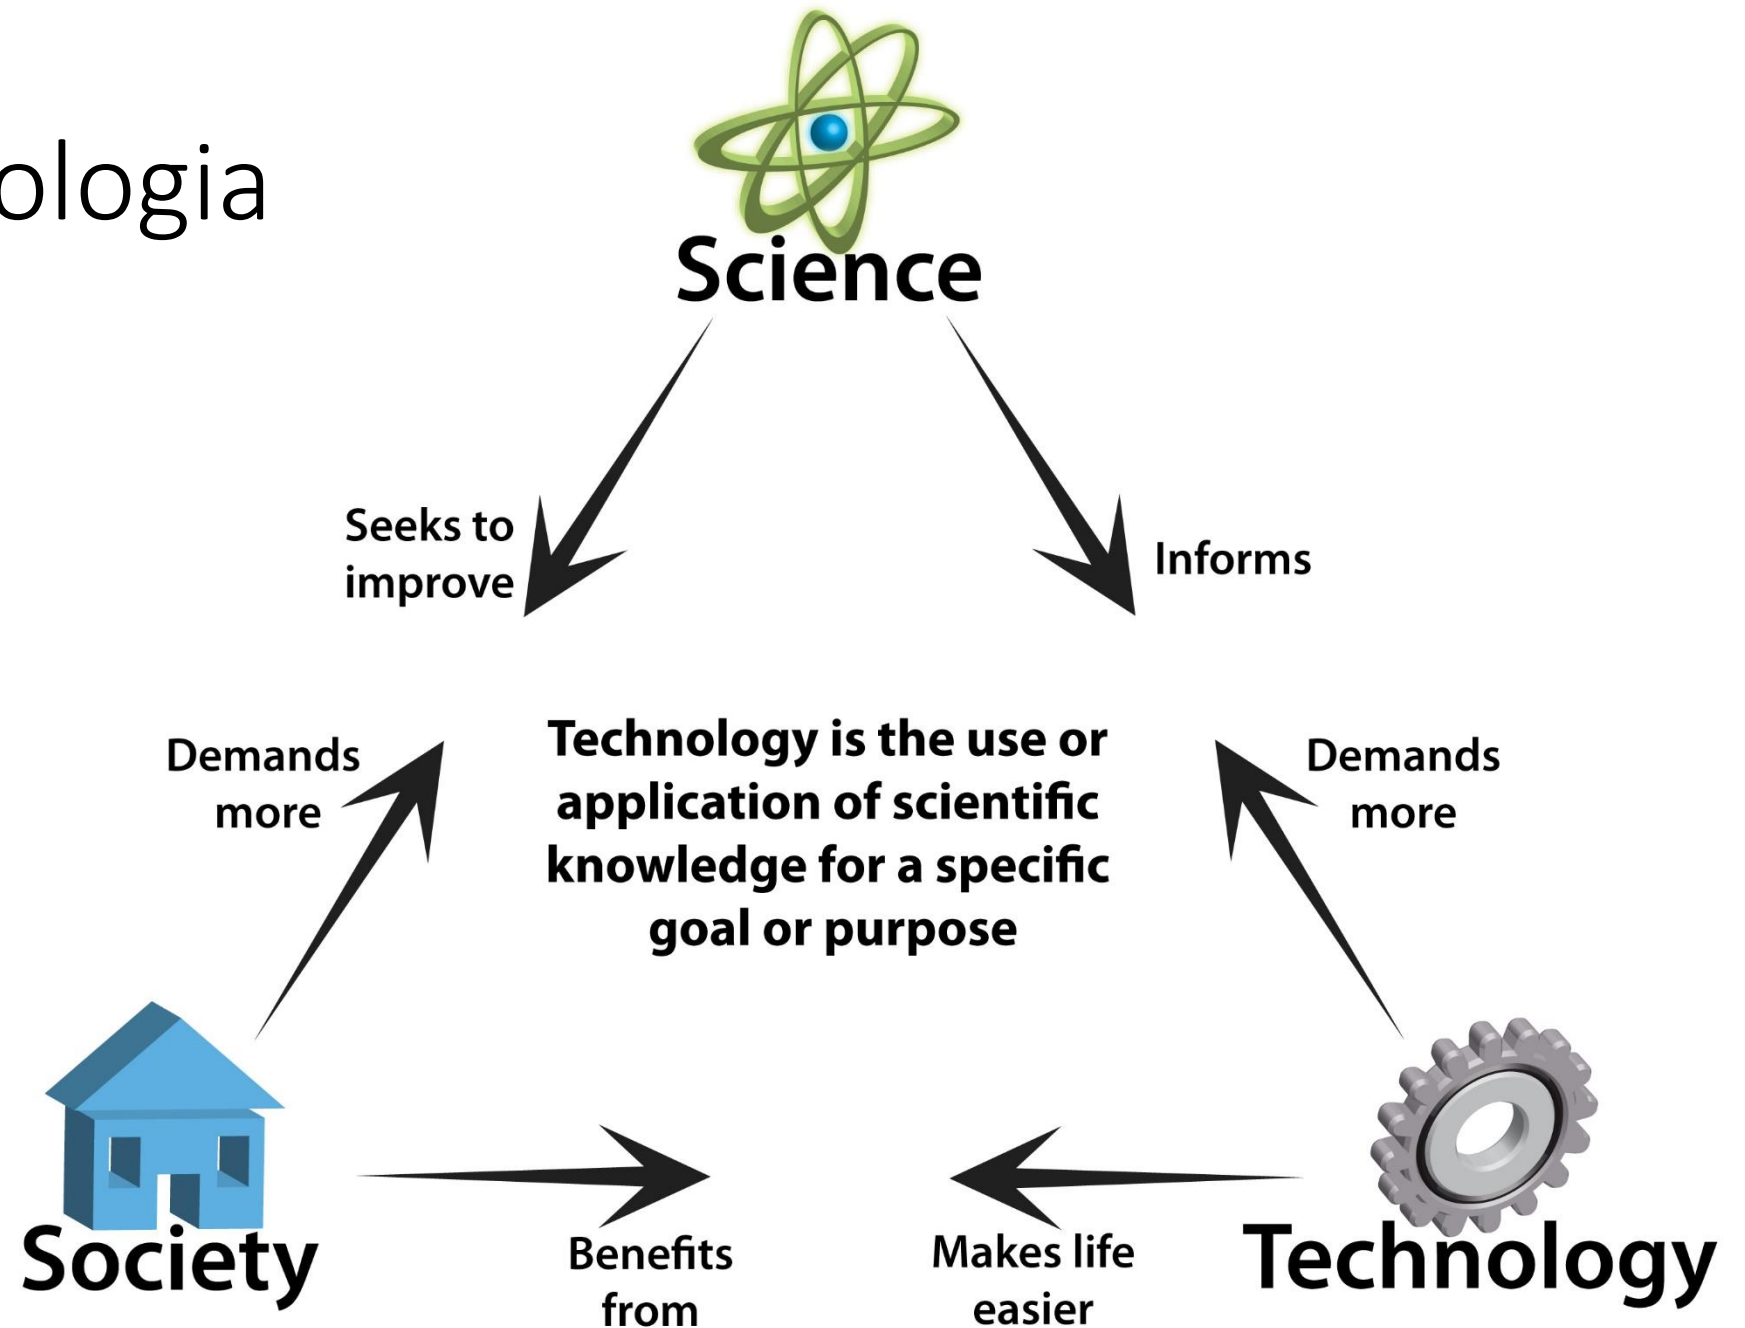 ologia
Science
Seeks to
improve
Informs
Demands
more
Technology is the use or
application of scientific
knowledge for a specific
goal or purpose
Demands
more
Society
Benefits
from
Makes life
easier
Technology